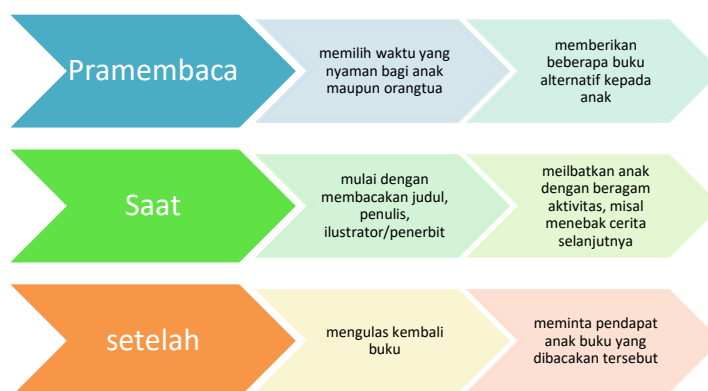 Pramembaca
memilih waktu yang
nyaman bagi anak
maupun orangtua
memberikan
beberapa buku
alternatif kepada
anak
Saat
mulai dengan
membacakan judul,
penulis,
ilustrator/penerbit
meilbatkan anak
dengan beragam
aktivitas, misal
menebak cerita
selanjutnya
setelah
mengulas kembali
buku
meminta pendapat
anak buku yang
dibacakan tersebut